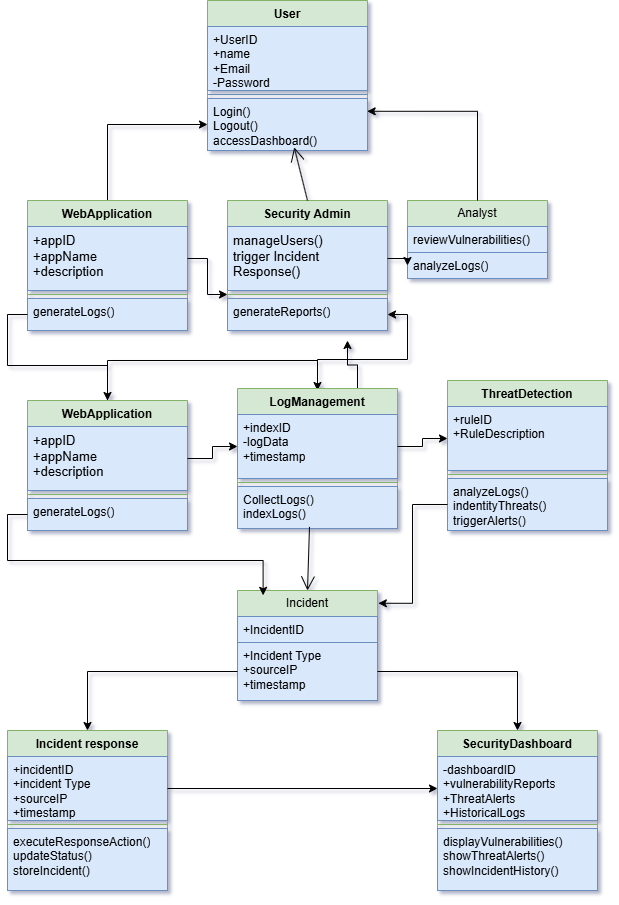 User
+UserID
+name
+Email
-Password
Login()
Logout()
accessDashboard()
WebApplication
+appID
+appName
+description
generateLogs()
Security Admin
manageUsers()
trigger Incident
Response()
generateReports()
Analyst
reviewVulnerabilities()
analyzeLogs()
WebApplication
+appID
+appName
+description
generateLogs()
LogManagement
+indexID
-logData
+timestamp
CollectLogs()
indexLogs()
ThreatDetection
+ruleID
+RuleDescription
analyzeLogs()
indentityThreats()
triggerAlerts()
Incident
+IncidentID
+Incident Type
+sourceIP
+timestamp
Incident response
+incidentID
+incident Type
+sourceIP
+timestamp
executeResponseAction()
updateStatus()
storeIncident()
SecurityDashboard
-dashboardID
+vulnerabilityReports
+ThreatAlerts
+HistoricalLogs
displayVulnerabilities()
showThreatAlerts()
showIncidentHistory()